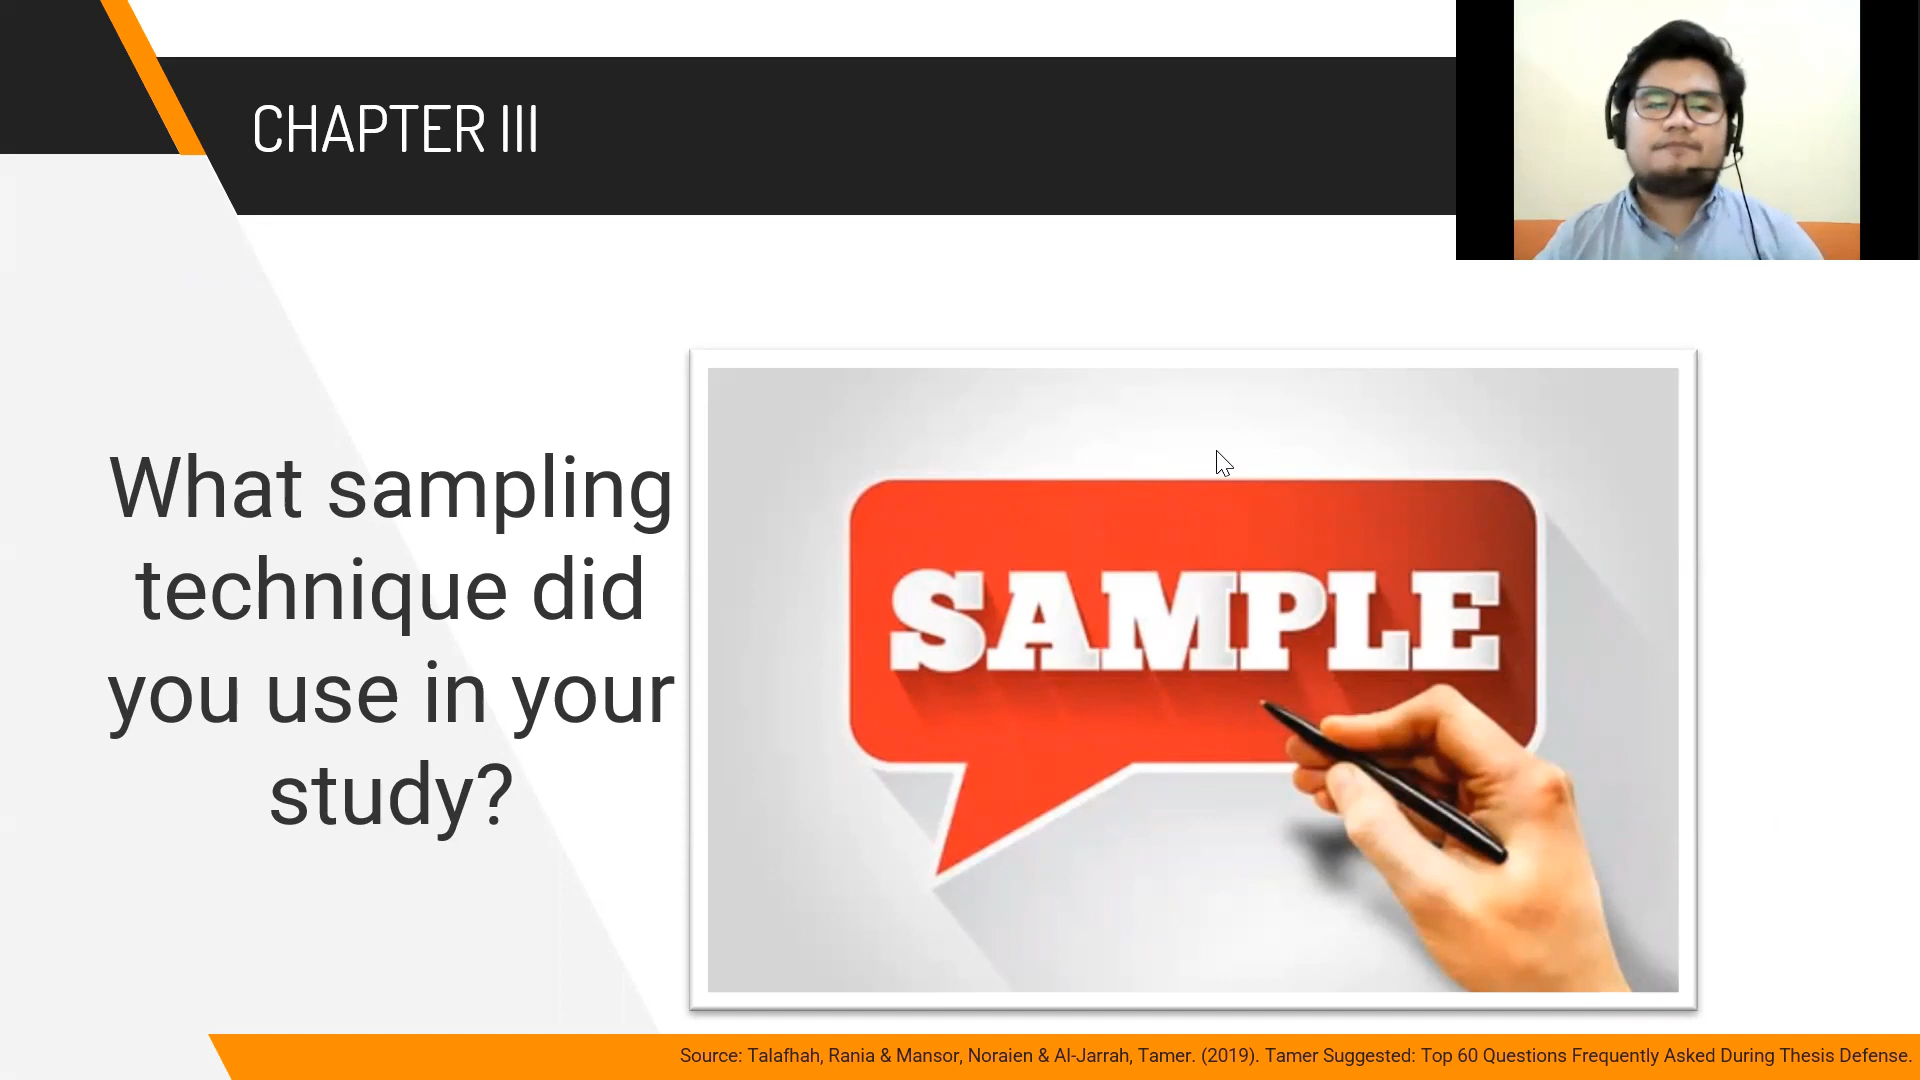 CHAPTER III
What sampling
technique did
you use in your
study?
SAMPLE
Source: Talafhah, Rania & Mansor, Noraien & Al-Jarrah, Tamer. (2019). Tamer Suggested: Top 60 Questions Frequently Asked During Thesis Defense.